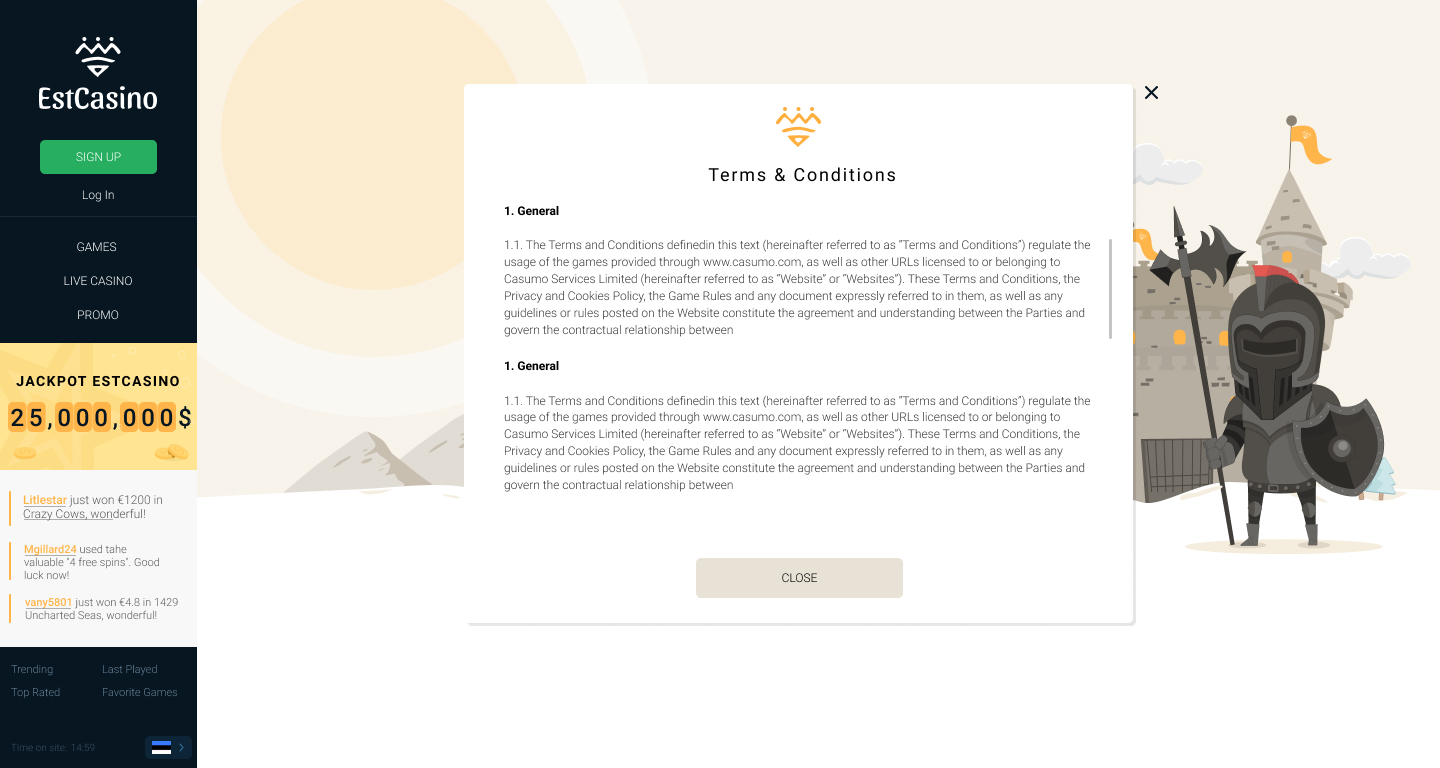 EstCasino
SIGN UP
Log In
GAMES
LIVE CASINO
PROMO
JACKPOT ESTCASINO
25,000,000$
Litlestar just won €1200 in
Crazy Cows, wonderful!
Mgillard24 used tahe
valuable “4 free spins”. Good
luck now!
vany5801 just won €4.8 in 1429
Uncharted Seas, wonderful!
Trending
Last Played
Top Rated
Favorite Games
Time on site: 14:59
Terms & Conditions
1. General
1.1. The Terms and Conditions definedin this text (hereinafter referred to as “Terms and Conditions”) regulate the
usage of the games provided through www.casumo.com, as well as other URLs licensed to or belonging to
Casumo Services Limited (hereinafter referred to as “Website” or “Websites”). These Terms and Conditions, the
Privacy and Cookies Policy, the Game Rules and any document expressly referred to in them, as well as any
guidelines or rules posted on the Website constitute the agreement and understanding between the Parties and
govern the contractual relationship between
1. General
1.1. The Terms and Conditions definedin this text (hereinafter referred to as “Terms and Conditions”) regulate the
usage of the games provided through www.casumo.com, as well as other URLs licensed to or belonging to
Casumo Services Limited (hereinafter referred to as “Website” or “Websites”). These Terms and Conditions, the
Privacy and Cookies Policy, the Game Rules and any document expressly referred to in them, as well as any
guidelines or rules posted on the Website constitute the agreement and understanding between the Parties and
govern the contractual relationship between
CLOSE